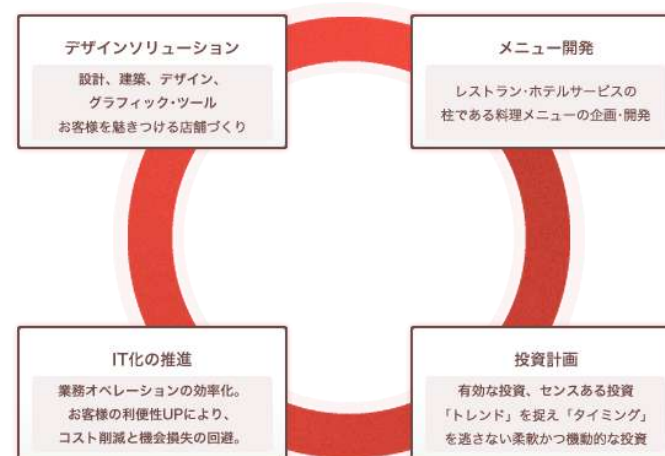 デザインソリューション
設計、建築、デザイン、
グラフィック・ツール
お客様を魅きつける店舗づくり
メニュー開発
レストラン・ホテルサービスの
柱である料理メニューの企画・開発
IT化の推進
業務オペレーションの効率化。
お客様の利便性UPにより、
コスト削減と機会損失の回避。
投資計画
有効な投資、センスある投資
「トレンド」を捉え「タイミング」
を逃さない柔軟かつ機動的な投資